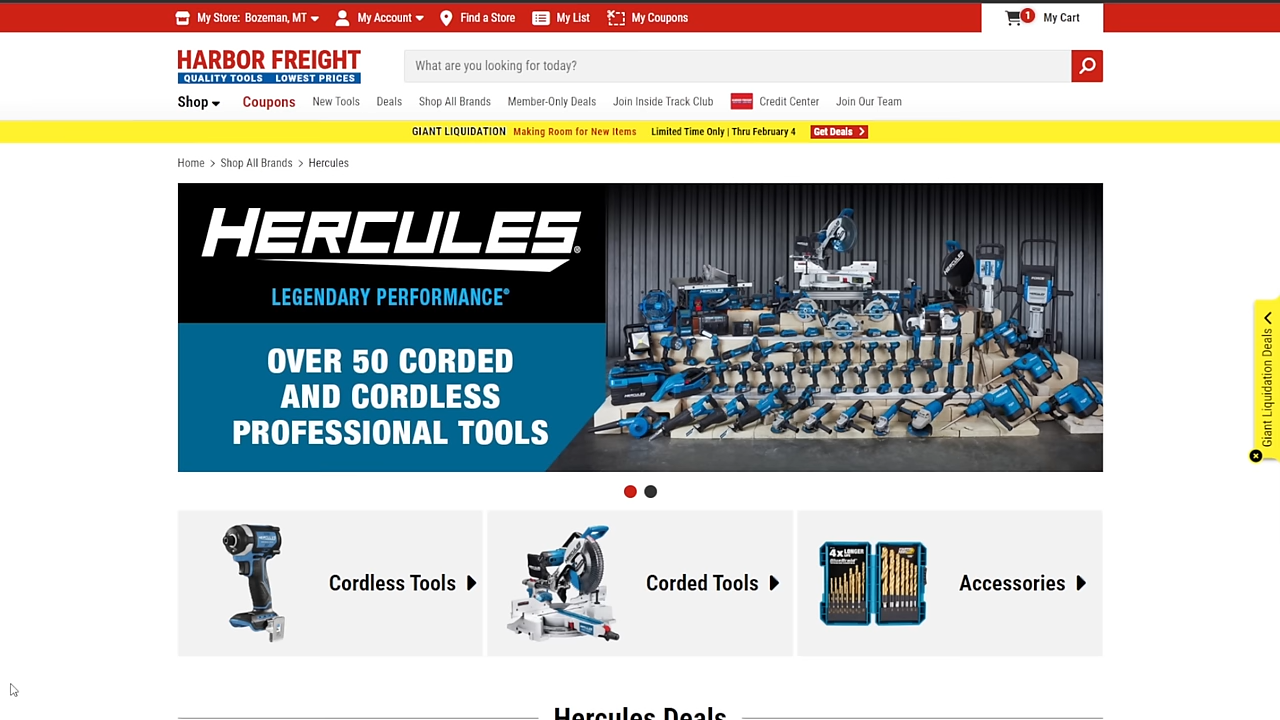 My Store: Bozeman, MT My Account Find a Store My List My Coupons 1 My Cart
HARBOR FREIGHT
QUALITY TOOLS LOWEST PRICES
What are you looking for today?
Shop Coupons New Tools Deals Shop All Brands Member-Only Deals Join Inside Track Club Credit Center Join Our Team
GIANT LIQUIDATION Making Room for New Items Limited Time Only | Thru February 4 Get Deals
Home > Shop All Brands > Hercules
HERCULES®
LEGENDARY PERFORMANCE®
OVER 50 CORDED
AND CORDLESS
PROFESSIONAL TOOLS
Giant Liquidation Deals
Cordless Tools
Corded Tools
4x LONGER
Accessories
Hercules Deals